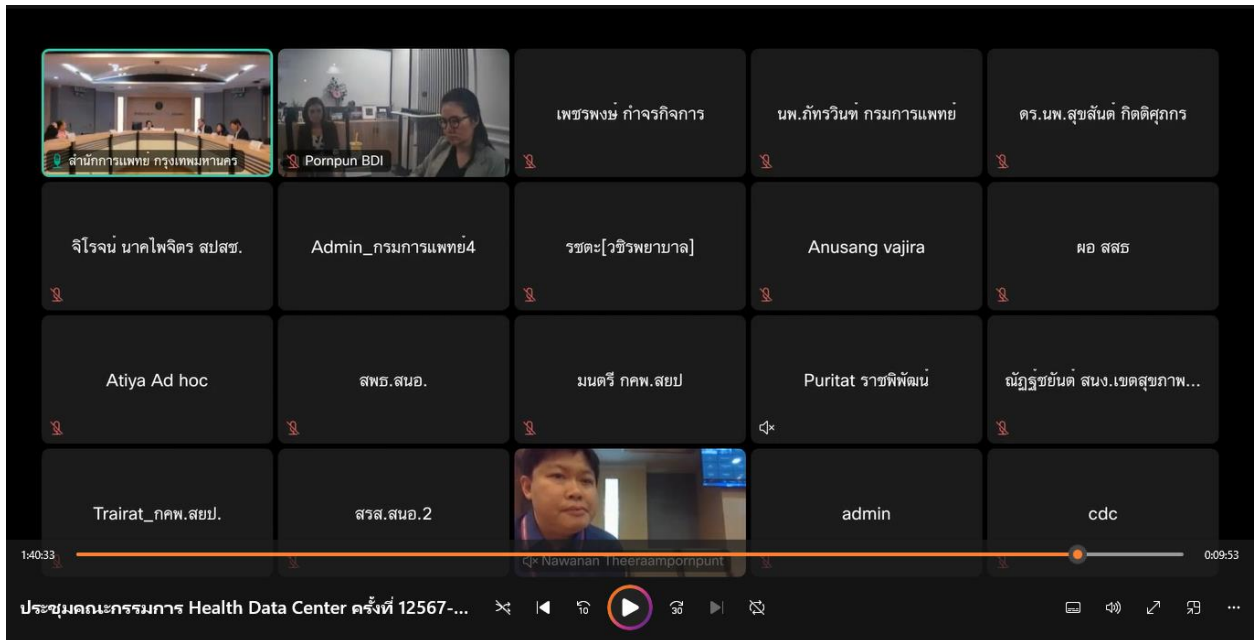 สำนักการแพทย์ กรุงเทพมหานคร
Pornpun BDI
เพชรพงษ์ กำจรกิจการ
นพ.ภัทรวินฑ์ กรมการแพทย์
ดร.นพ.สุขสันต์ กิตติศุภกร
จิโรจน์ นาคไพจิตร สปสช.
Admin_กรมการแพทย์4
รชตะ[วชิรพยาบาล]
Anusang vajira
ผอ สสธ
Atiya Ad hoc
สพธ.สนอ.
มนตรี กคพ.สยป
Puritat ราชพิพัฒน์
ณัฏฐ์ชยันต์ สนง.เขตสุขภาพ...
Trairat_กคพ.สยป.
สรส.สนอ.2
Nawanan Theeraampornpunt
admin
cdc
1:40:33
0:09:53
ประชุมคณะกรรมการ Health Data Center ครั้งที่ 12567-...
10
30